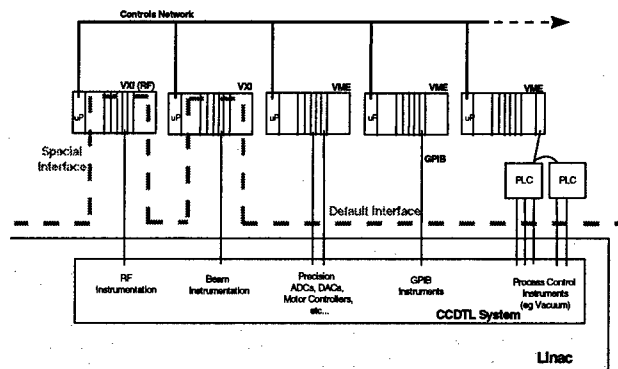 Controls Network
VXI (RF)
VXI
VME
VME
VME
uP
uP
uP
uP
uP
Special
Interface
GPIB
PLC
PLC
Default Interface
RF
Instrumentation
Beam
Instrumentation
Precision
ADCs, DACs,
Motor Controllers,
etc...
GPIB
Instruments
Process Control
Instruments
(eg Vacuum)
CCDTL System
Linac